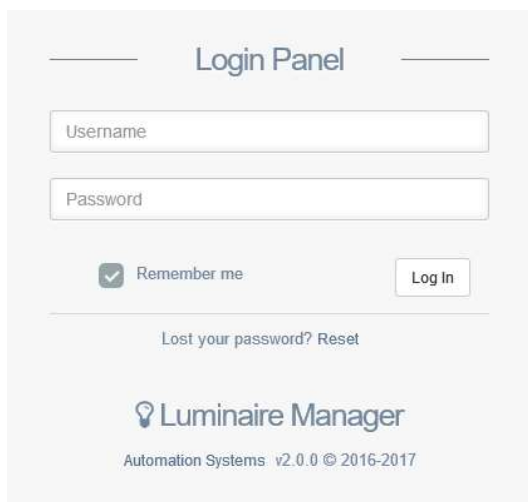 Login Panel
Username
Password
Remember me
Log In
Lost your password? Reset
Luminaire Manager
Automation Systems v2.0.0 © 2016-2017